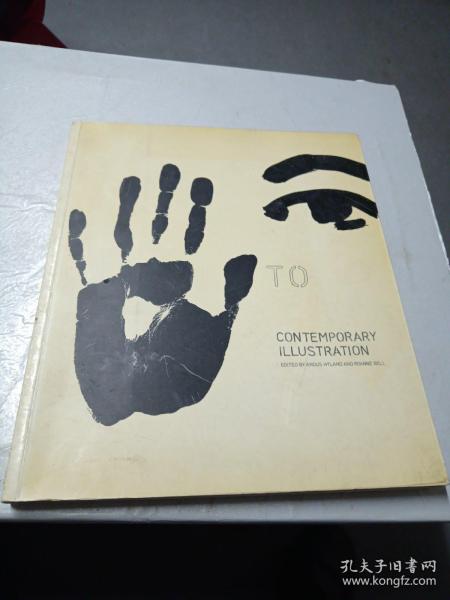 TO
CONTEMPORARY
ILLUSTRATION
EDITED BY ANGUS HYLAND AND ROANNE BELL
孔夫子旧书网
www.kongfz.com